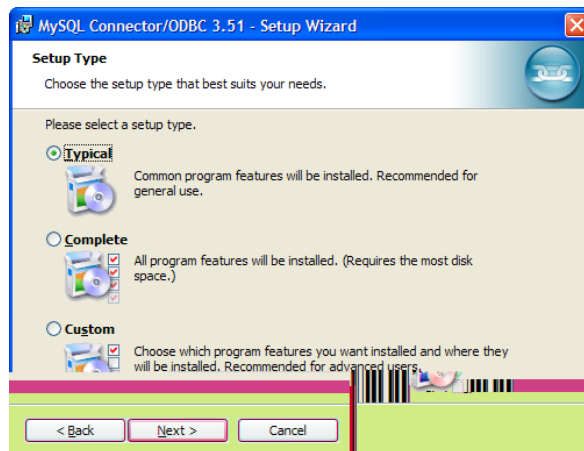 MySQL Connector/ODBC 3.51 - Setup Wizard
Setup Type
Choose the setup type that best suits your needs.
Please select a setup type.
Typical
Common program features will be installed. Recommended for
general use.
Complete
All program features will be installed. (Requires the most disk
space.)
Custom
Choose which program features you want installed and where they
will be installed. Recommended for advanced users.
< Back
Next >
Cancel